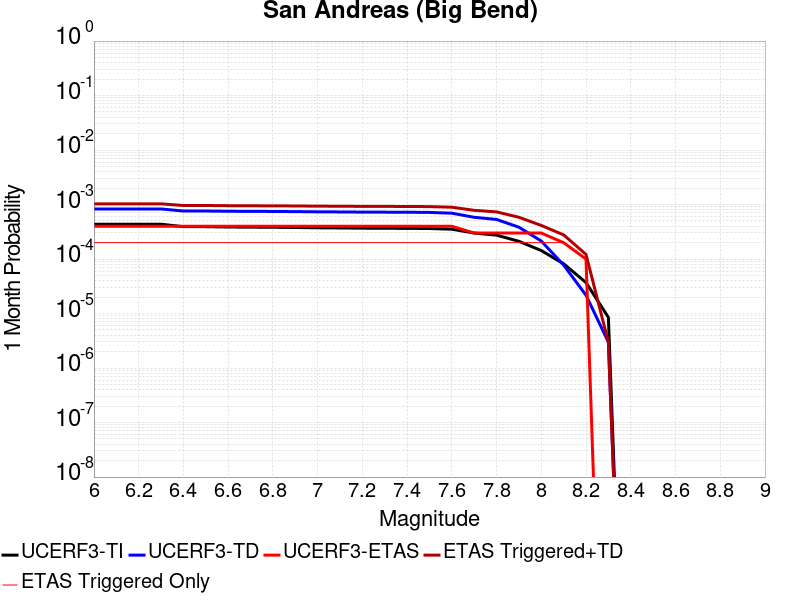 San Andreas (Big Bend)
10^0
10^-1
10^-2
10^-3
10^-4
10^-5
10^-6
10^-7
10^-8
1 Month Probability
6 6.2 6.4 6.6 6.8 7 7.2 7.4 7.6 7.8 8 8.2 8.4 8.6 8.8 9
Magnitude
UCERF3-TI UCERF3-TD UCERF3-ETAS ETAS Triggered+TD
ETAS Triggered Only